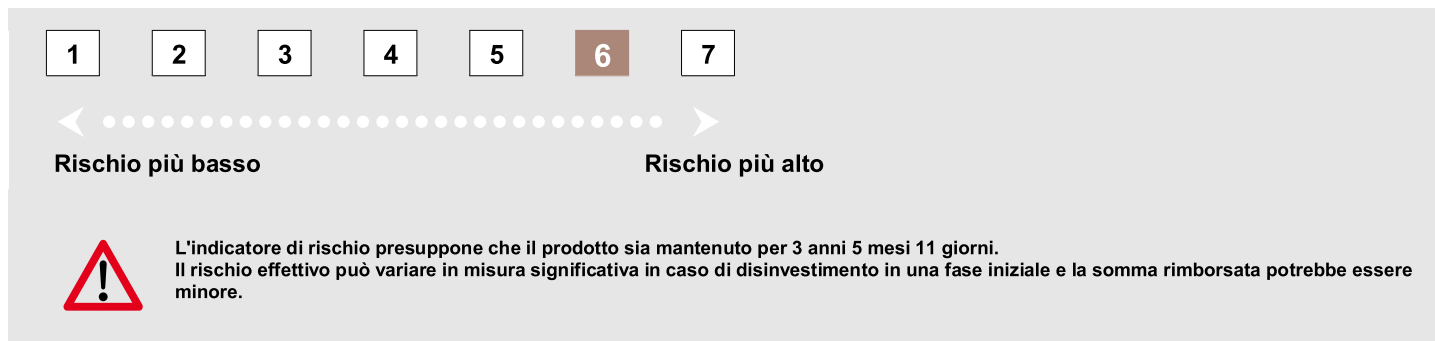 1 2 3 4 5 6 7
Rischio più basso Rischio più alto
L'indicatore di rischio presuppone che il prodotto sia mantenuto per 3 anni 5 mesi 11 giorni.
Il rischio effettivo può variare in misura significativa in caso di disinvestimento in una fase iniziale e la somma rimborsata potrebbe essere
minore.